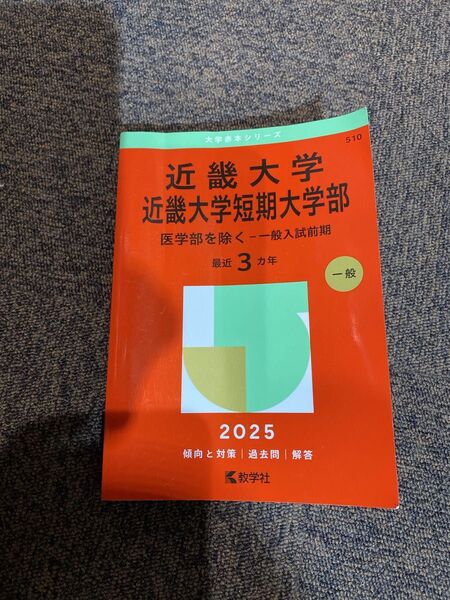 大学赤本シリーズ
510
近畿大学
近畿大学短期大学部
医学部を除く－一般入試前期
最近3カ年
一般
2025
傾向と対策｜過去問｜解答
教学社